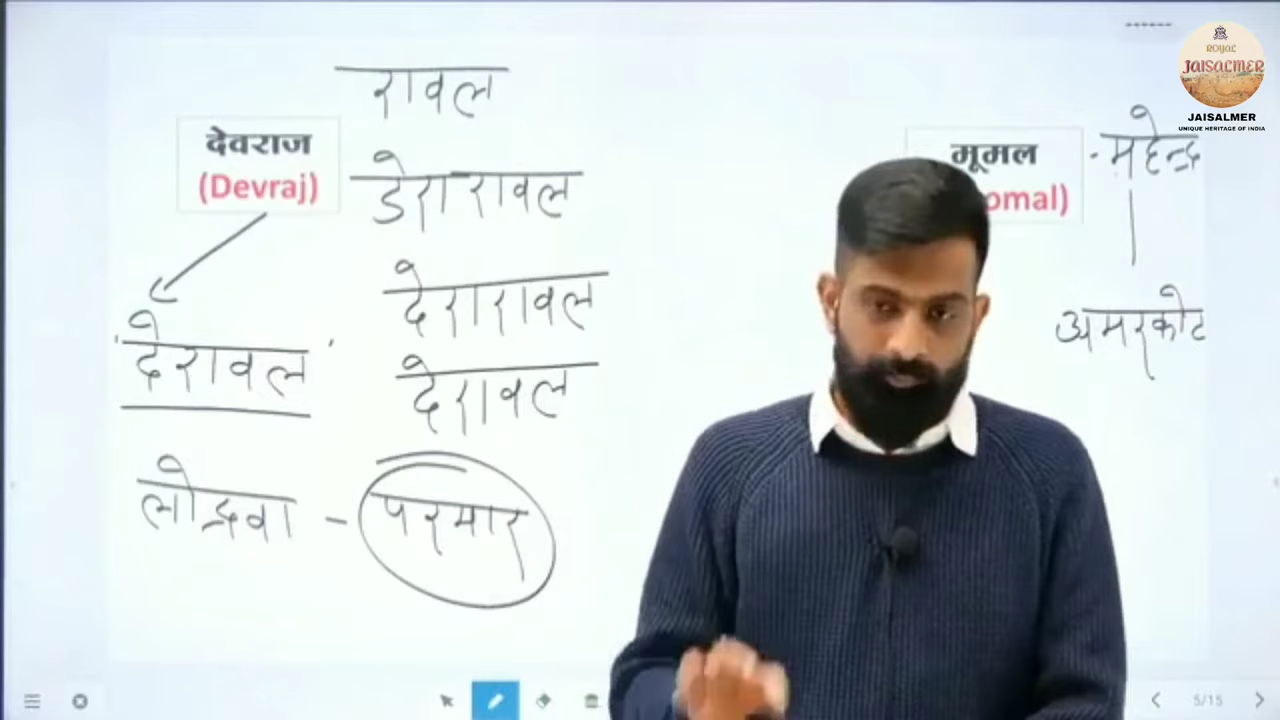 रावल
देवराज
(Devraj)
डेरा रावल
देरारावल
देरावल
देरावल
लोद्रवा - परमार
मूमल
omal)
- महेन्द्र
अमरकोट
ROYAL
JAISALMER
JAISALMER
UNIQUE HERITAGE OF INDIA
5/15